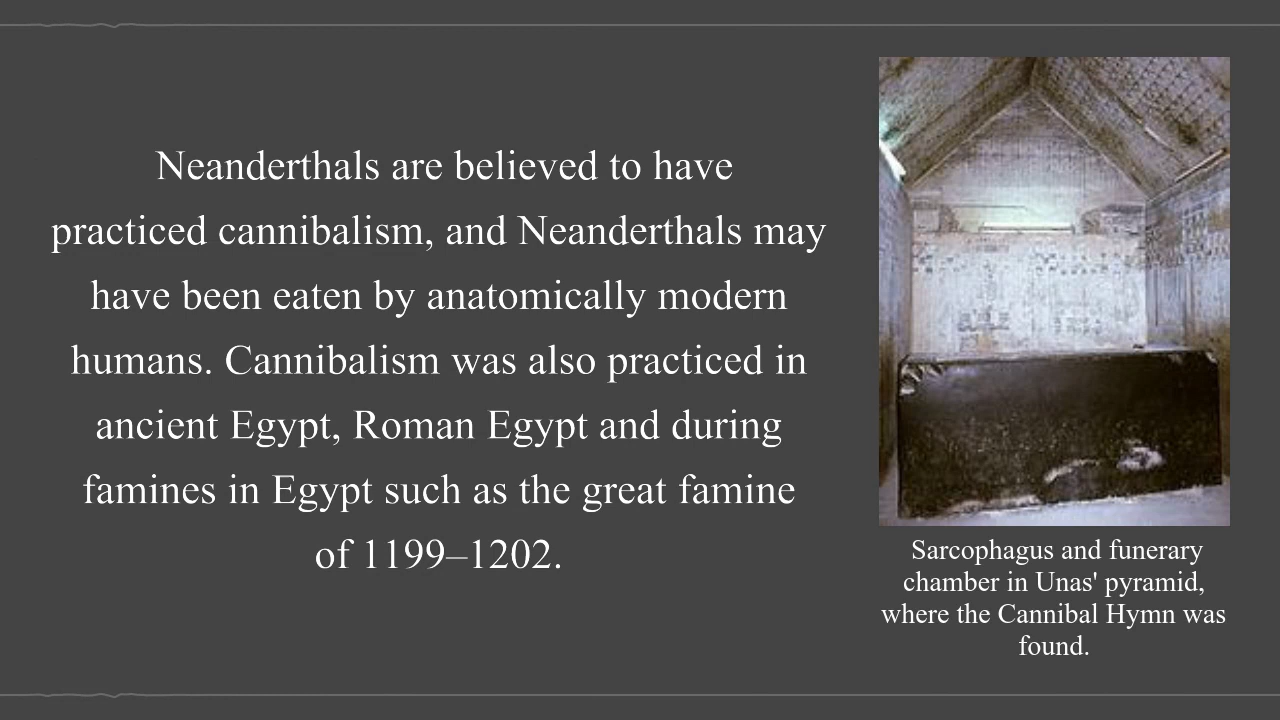 Neanderthals are believed to have
practiced cannibalism, and Neanderthals may
have been eaten by anatomically modern
humans. Cannibalism was also practiced in
ancient Egypt, Roman Egypt and during
famines in Egypt such as the great famine
of 1199–1202.
Sarcophagus and funerary
chamber in Unas' pyramid,
where the Cannibal Hymn was
found.